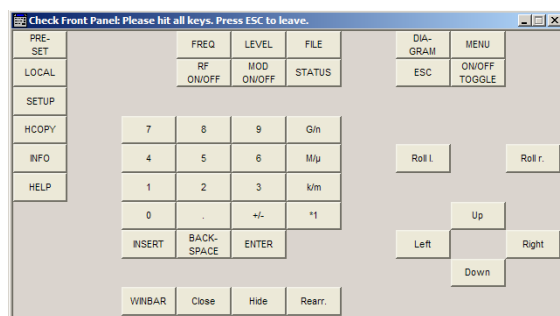 Check Front Panel: Please hit all keys. Press ESC to leave.
PRE-
SET
FREQ
LEVEL
FILE
DIA-
GRAM
MENU
LOCAL
RF
ON/OFF
MOD
ON/OFF
STATUS
ESC
ON/OFF
TOGGLE
SETUP
HCOPY
7
8
9
G/n
INFO
4
5
6
M/µ
Roll l.
Roll r.
HELP
1
2
3
k/m
0
.
+/-
*1
Up
INSERT
BACK-
SPACE
ENTER
Left
Right
Down
WINBAR
Close
Hide
Rearr.